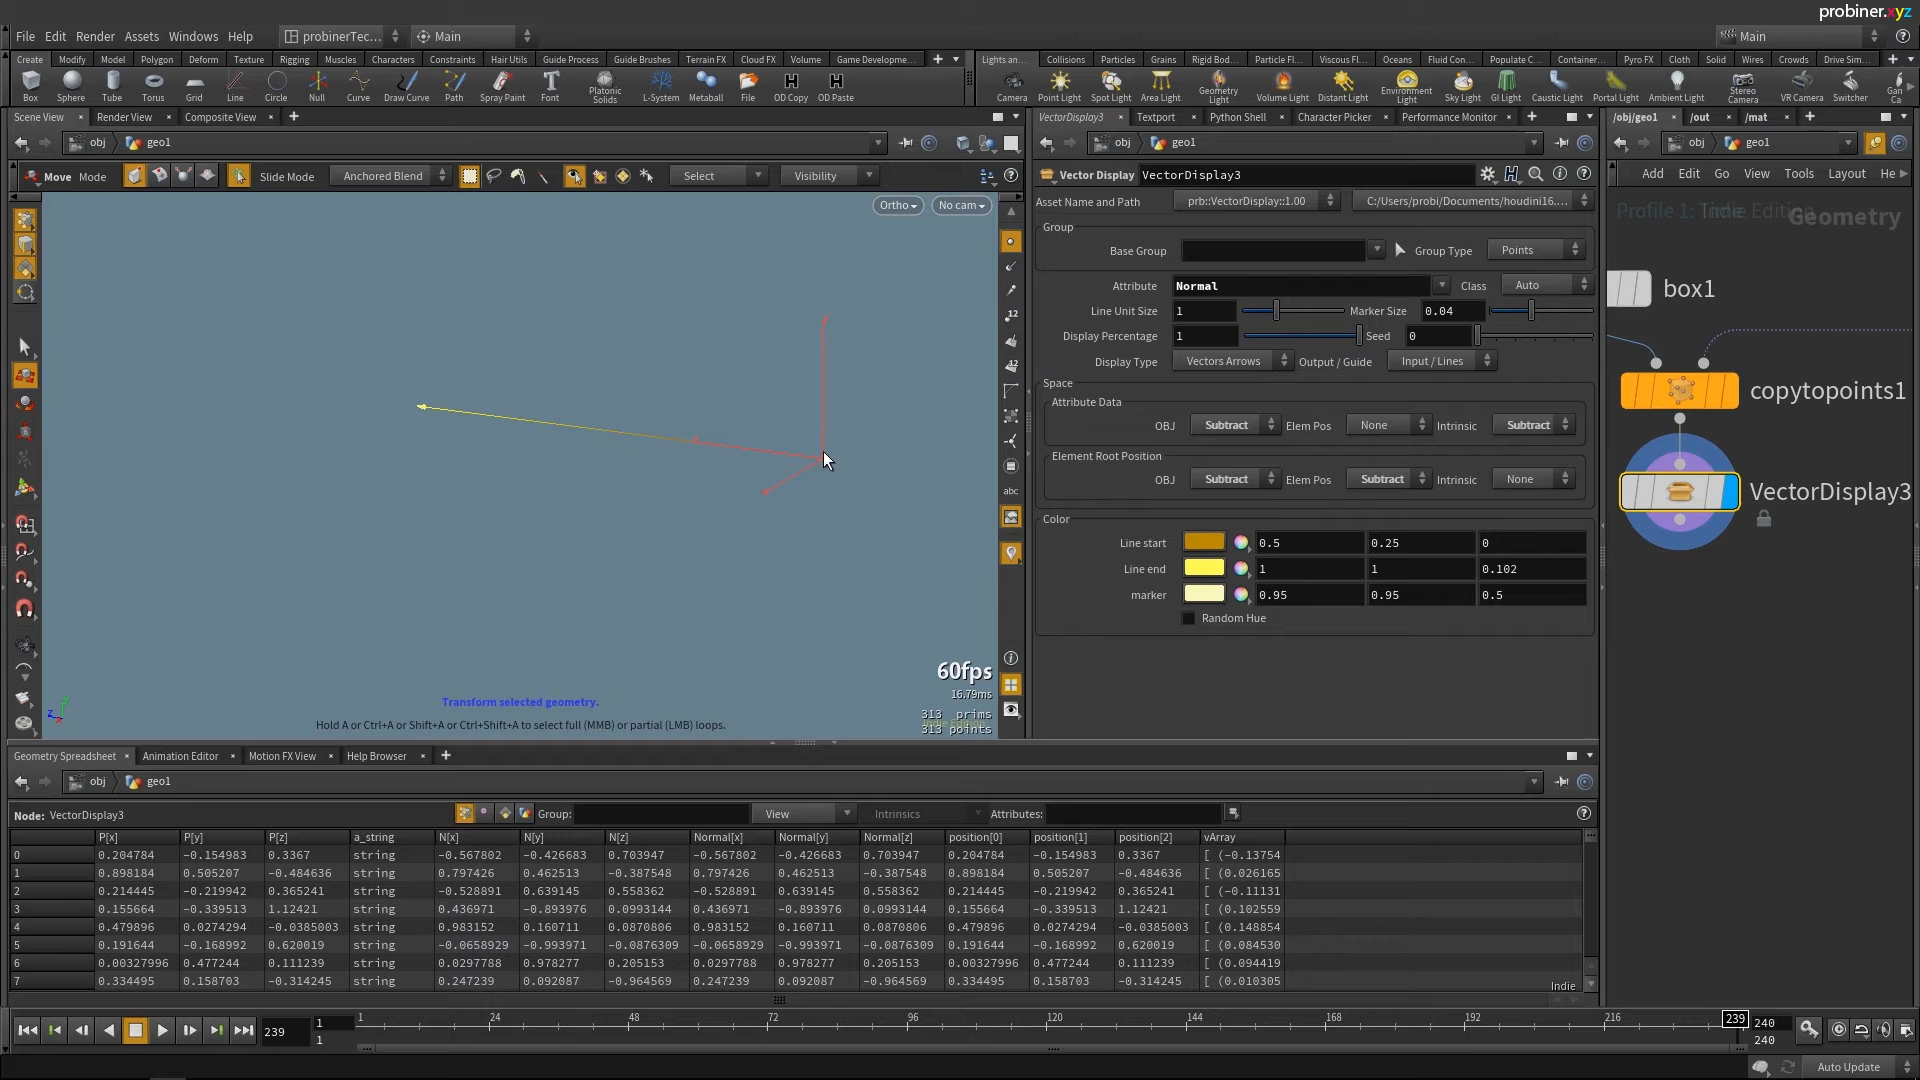 probiner.xyz
File Edit Render Assets Windows Help probinerTec... Main Main
Create Modify Model Polygon Deform Texture Rigging Muscles Characters Constraints Hair Utils Guide Process Guide Brushes Terrain FX Cloud FX Volume Game Developme... Lights an... Collisions Particles Grains Rigid Bod... Particle Fl... Viscous Fl... Oceans Fluid Con... Populate C... Container... Pyro FX Cloth Solid Wires Crowds Drive Sim...
Box Sphere Tube Torus Grid Line Circle Null Curve Draw Curve Path Spray Paint Font Platonic Solids L-System Metaball File OD Copy OD Paste Camera Point Light Spot Light Area Light Geometry Light Volume Light Distant Light Environment Light Sky Light GI Light Caustic Light Portal Light Ambient Light Stereo Camera VR Camera Switcher Gan Ca
Scene View Render View Composite View VectorDisplay3 Textport Python Shell Character Picker Performance Monitor /obj/geo1 /out /mat
obj geo1 obj geo1 obj geo1
Move Mode Slide Mode Anchored Blend Select Visibility
Vector Display VectorDisplay3
Add Edit Go View Tools Layout He
Asset Name and Path prb::VectorDisplay::1.00 C:/Users/probi/Documents/houdini16....
Ortho No cam
Profile 1: Indie Edition Geometry
Group
Base Group Group Type Points
Attribute Normal Class Auto
Line Unit Size 1 Marker Size 0.04
Display Percentage 1 Seed 0
Display Type Vectors Arrows Output / Guide Input / Lines
Space
Attribute Data
OBJ Subtract Elem Pos None Intrinsic Subtract
Element Root Position
OBJ Subtract Elem Pos Subtract Intrinsic None
Color
Line start 0.5 0.25 0
Line end 1 1 0.102
marker 0.95 0.95 0.5
Random Hue
box1
copytopoints1
VectorDisplay3
12
12
abc
60fps
16.79ms
313 prims
313 points
Transform selected geometry.
Hold A or Ctrl+A or Shift+A or Ctrl+Shift+A to select full (MMB) or partial (LMB) loops.
z y
Geometry Spreadsheet Animation Editor Motion FX View Help Browser
obj geo1
Node: VectorDisplay3 Group: View Intrinsics Attributes:
P[x] P[y] P[z] a_string N[x] N[y] N[z] Normal[x] Normal[y] Normal[z] position[0] position[1] position[2] vArray
0 0.204784 -0.154983 0.3367 string -0.567802 -0.426683 0.703947 -0.567802 -0.426683 0.703947 0.204784 -0.154983 0.3367 [ (-0.13754
1 0.898184 0.505207 -0.484636 string 0.797426 0.462513 -0.387548 0.797426 0.462513 -0.387548 0.898184 0.505207 -0.484636 [ (0.026165
2 0.214445 -0.219942 0.365241 string -0.528891 0.639145 0.558362 -0.528891 0.639145 0.558362 0.214445 -0.219942 0.365241 [ (-0.11131
3 0.155664 -0.339513 1.12421 string 0.436971 -0.893976 0.0993144 0.436971 -0.893976 0.0993144 0.155664 -0.339513 1.12421 [ (0.102559
4 0.479896 0.0274294 -0.0385003 string 0.983152 0.160711 0.0870806 0.983152 0.160711 0.0870806 0.479896 0.0274294 -0.0385003 [ (0.148854
5 0.191644 -0.168992 0.620019 string -0.0658929 -0.993971 -0.0876309 -0.0658929 -0.993971 -0.0876309 0.191644 -0.168992 0.620019 [ (0.084530
6 0.00327996 0.477244 0.111239 string 0.0297788 0.978277 0.205153 0.0297788 0.978277 0.205153 0.00327996 0.477244 0.111239 [ (0.094419
7 0.334495 0.158703 -0.314245 string 0.247239 0.092087 -0.964569 0.247239 0.092087 -0.964569 0.334495 0.158703 -0.314245 [ (0.010305
Indie
239 1 1 24 48 72 96 120 144 168 192 216 239 240
1 240
Auto Update